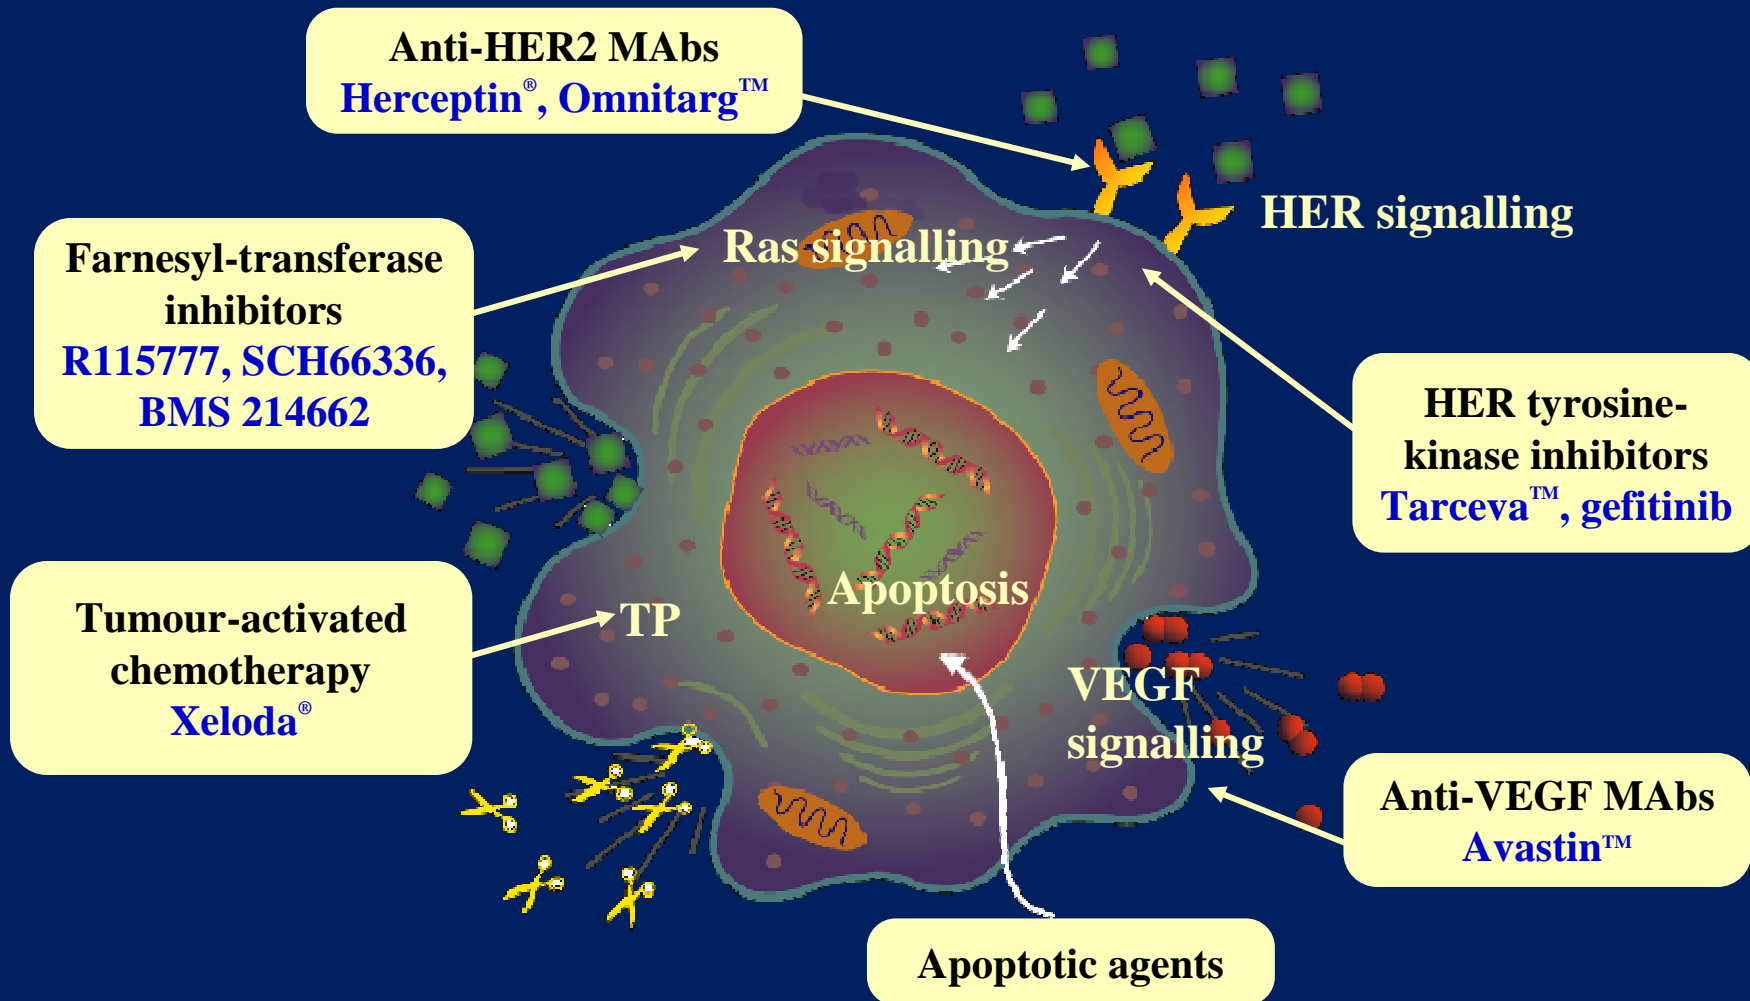 Anti-HER2 MAbs
Herceptin®, Omnitarg™
HER signalling
Ras signalling
Farnesyl-transferase
inhibitors
R115777, SCH66336,
BMS 214662
HER tyrosine-
kinase inhibitors
Tarceva™, gefitinib
Apoptosis
TP
Tumour-activated
chemotherapy
Xeloda®
VEGF
signalling
Anti-VEGF MAbs
Avastin™
Apoptotic agents